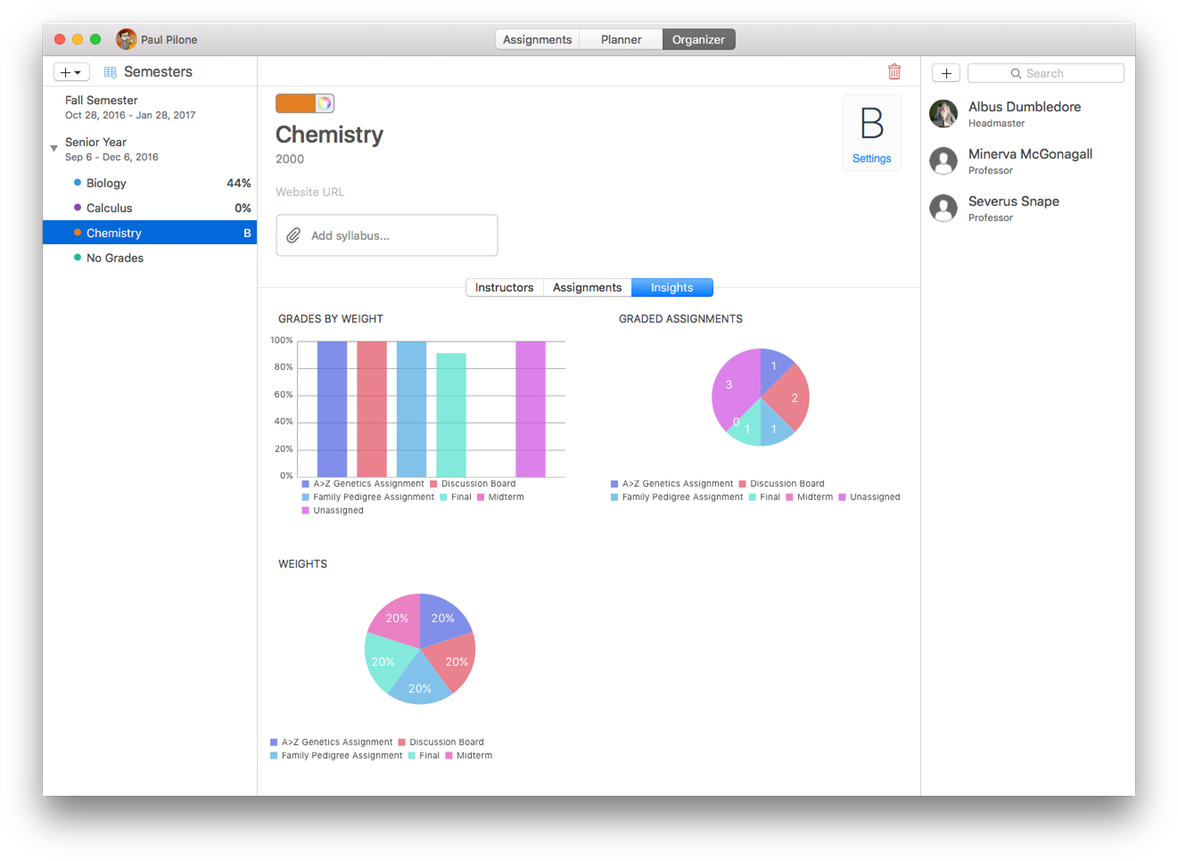 Paul Pilone
Assignments Planner Organizer
Semesters
Search
Fall Semester
Oct 28, 2016 - Jan 28, 2017
Senior Year
Sep 6 - Dec 6, 2016
Biology 44%
Calculus 0%
Chemistry B
No Grades
Chemistry
2000
Website URL
Add syllabus...
B
Settings
Instructors Assignments Insights
GRADES BY WEIGHT
100%
80%
60%
40%
20%
0%
A>Z Genetics Assignment Discussion Board
Family Pedigree Assignment Final Midterm
Unassigned
GRADED ASSIGNMENTS
1
3
2
0
1
1
A>Z Genetics Assignment Discussion Board
Family Pedigree Assignment Final Midterm Unassigned
WEIGHTS
20% 20%
20% 20%
20%
A>Z Genetics Assignment Discussion Board
Family Pedigree Assignment Final Midterm
Albus Dumbledore
Headmaster
Minerva McGonagall
Professor
Severus Snape
Professor